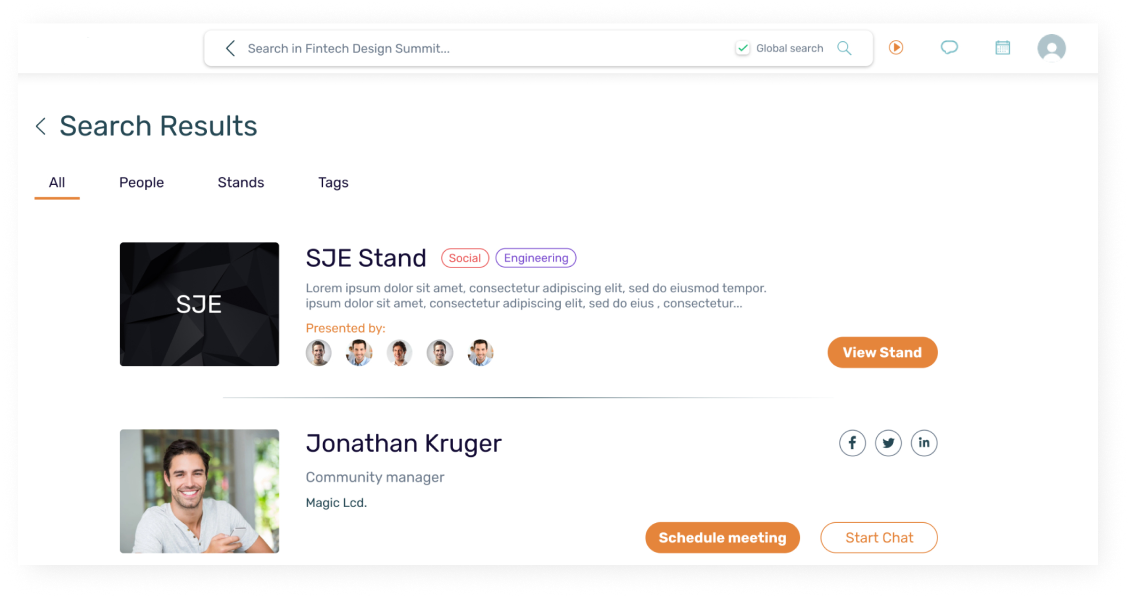 Search in Fintech Design Summit...
Global search
Search Results
All People Stands Tags
SJE
SJE Stand Social Engineering
Lorem ipsum dolor sit amet, consectetur adipiscing elit, sed do eiusmod tempor.
ipsum dolor sit amet, consectetur adipiscing elit, sed do eius , consectetur...
Presented by:
View Stand
Jonathan Kruger
Community manager
Magic Lcd.
Schedule meeting Start Chat